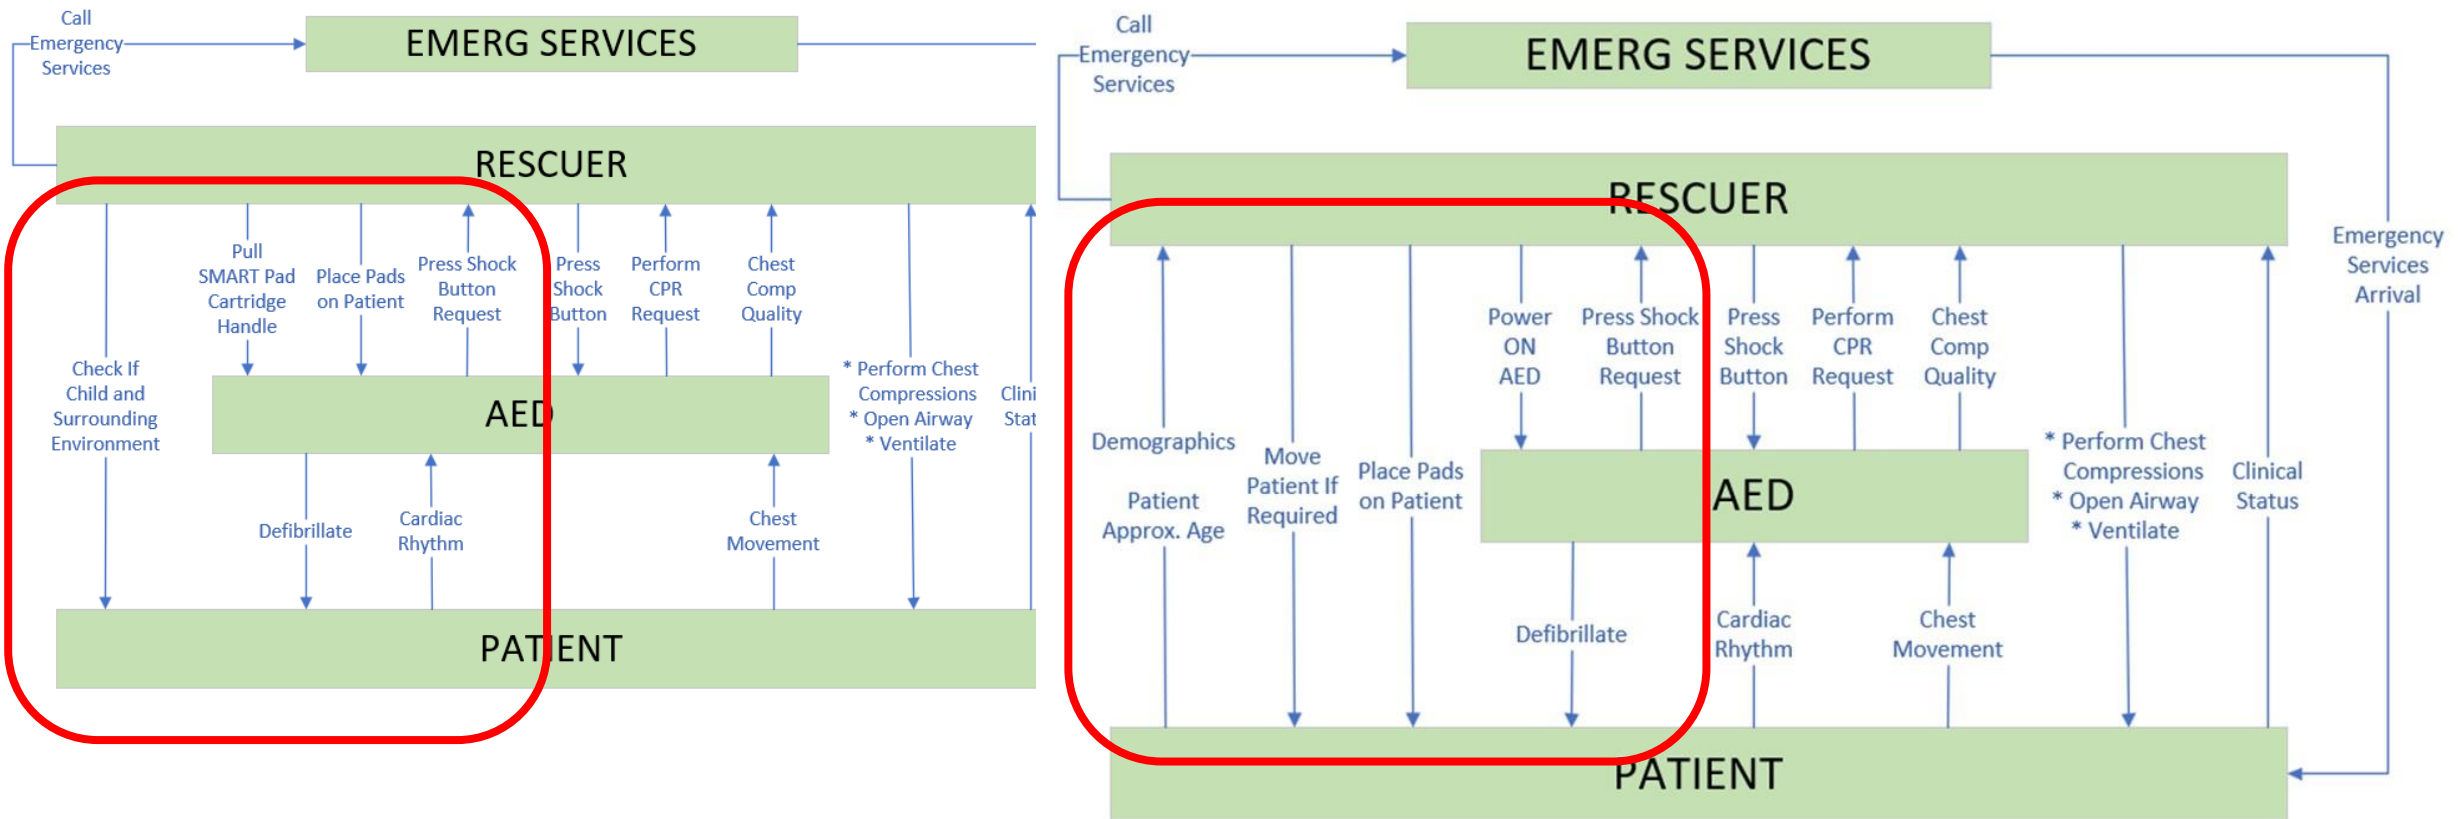 Call
Emergency
Services
EMERG SERVICES
RESCUER
Pull
SMART Pad
Cartridge
Handle
Place Pads
on Patient
Press Shock
Button
Request
Press
Shock
Button
Perform
CPR
Request
Chest
Comp
Quality
Check If
Child and
Surrounding
Environment
* Perform Chest
Compressions
* Open Airway
* Ventilate
Clini
Stat
AED
Defibrillate
Cardiac
Rhythm
Chest
Movement
PATIENT
Call
Emergency
Services
EMERG SERVICES
RESCUER
Emergency
Services
Arrival
Power
ON
AED
Press Shock
Button
Request
Press
Shock
Button
Perform
CPR
Request
Chest
Comp
Quality
Demographics
Patient
Approx. Age
Move
Patient If
Required
Place Pads
on Patient
* Perform Chest
Compressions
* Open Airway
* Ventilate
Clinical
Status
AED
Defibrillate
Cardiac
Rhythm
Chest
Movement
PATIENT